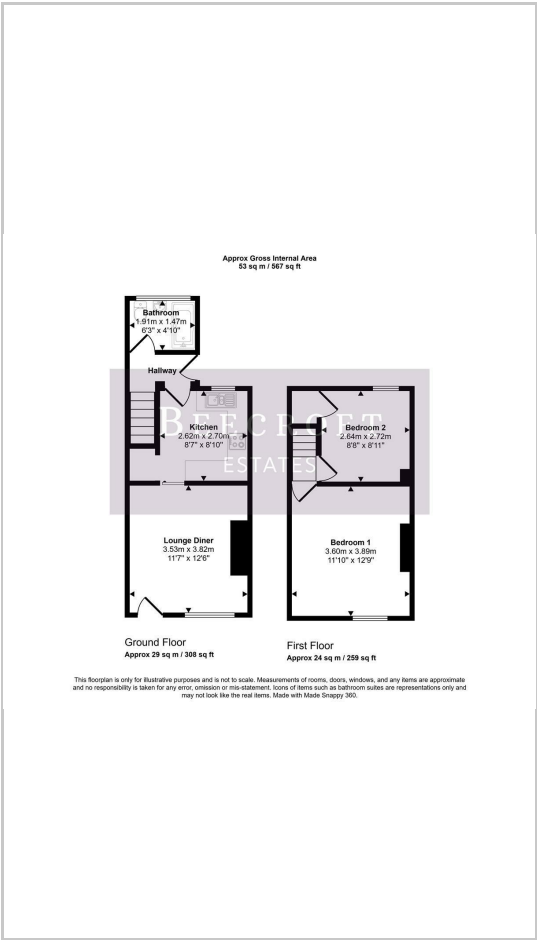 Approx Gross Internal Area
53 sq m / 567 sq ft
Bathroom
1.91m x 1.47m
6'3" x 4'10"
Hallway
Kitchen
2.62m x 2.70m
8'7" x 8'10"
Bedroom 2
2.64m x 2.72m
8'8" x 8'11"
BEECROFT
ESTATES
Lounge Diner
3.53m x 3.82m
11'7" x 12'6"
Bedroom 1
3.60m x 3.89m
11'10" x 12'9"
Ground Floor
Approx 29 sq m / 308 sq ft
First Floor
Approx 24 sq m / 259 sq ft
This floorplan is only for illustrative purposes and is not to scale. Measurements of rooms, doors, windows, and any items are approximate
and no responsibility is taken for any error, omission or mis-statement. Icons of items such as bathroom suites are representations only and
may not look like the real items. Made with Made Snappy 360.